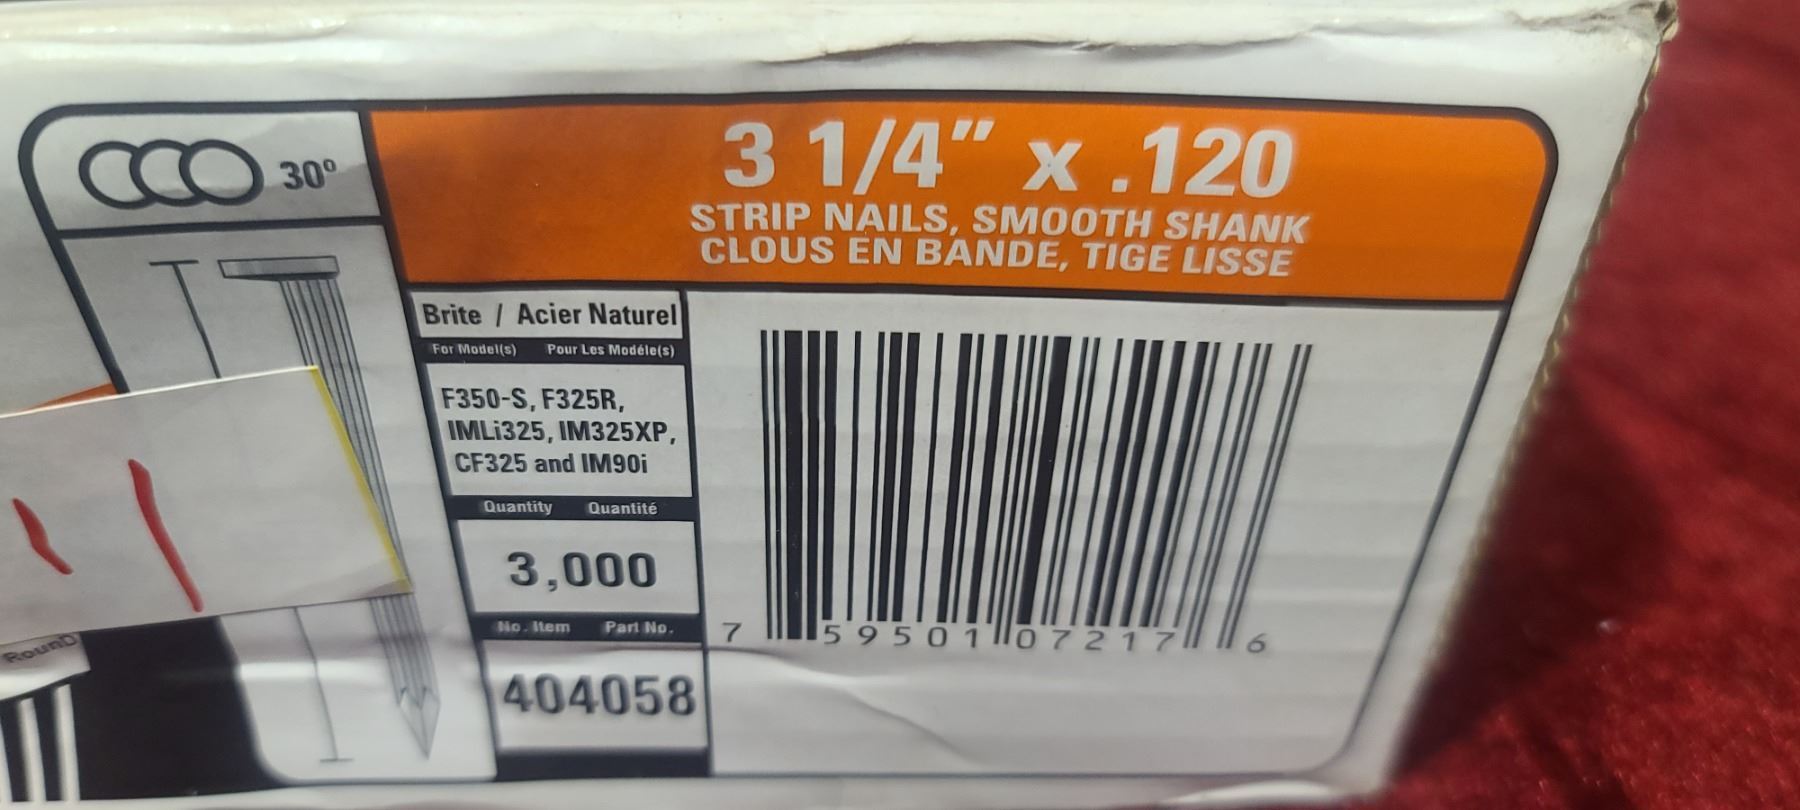 30°
3 1/4" x .120
STRIP NAILS, SMOOTH SHANK
CLOUS EN BANDE, TIGE LISSE
Brite / Acier Naturel
For Model(s) Pour Les Modéle(s)
F350-S, F325R,
IMLi325, IM325XP,
CF325 and IM90i
Quantity Quantité
3,000
No. Item Part No.
404058
7 59501 07217 6
11
RounD